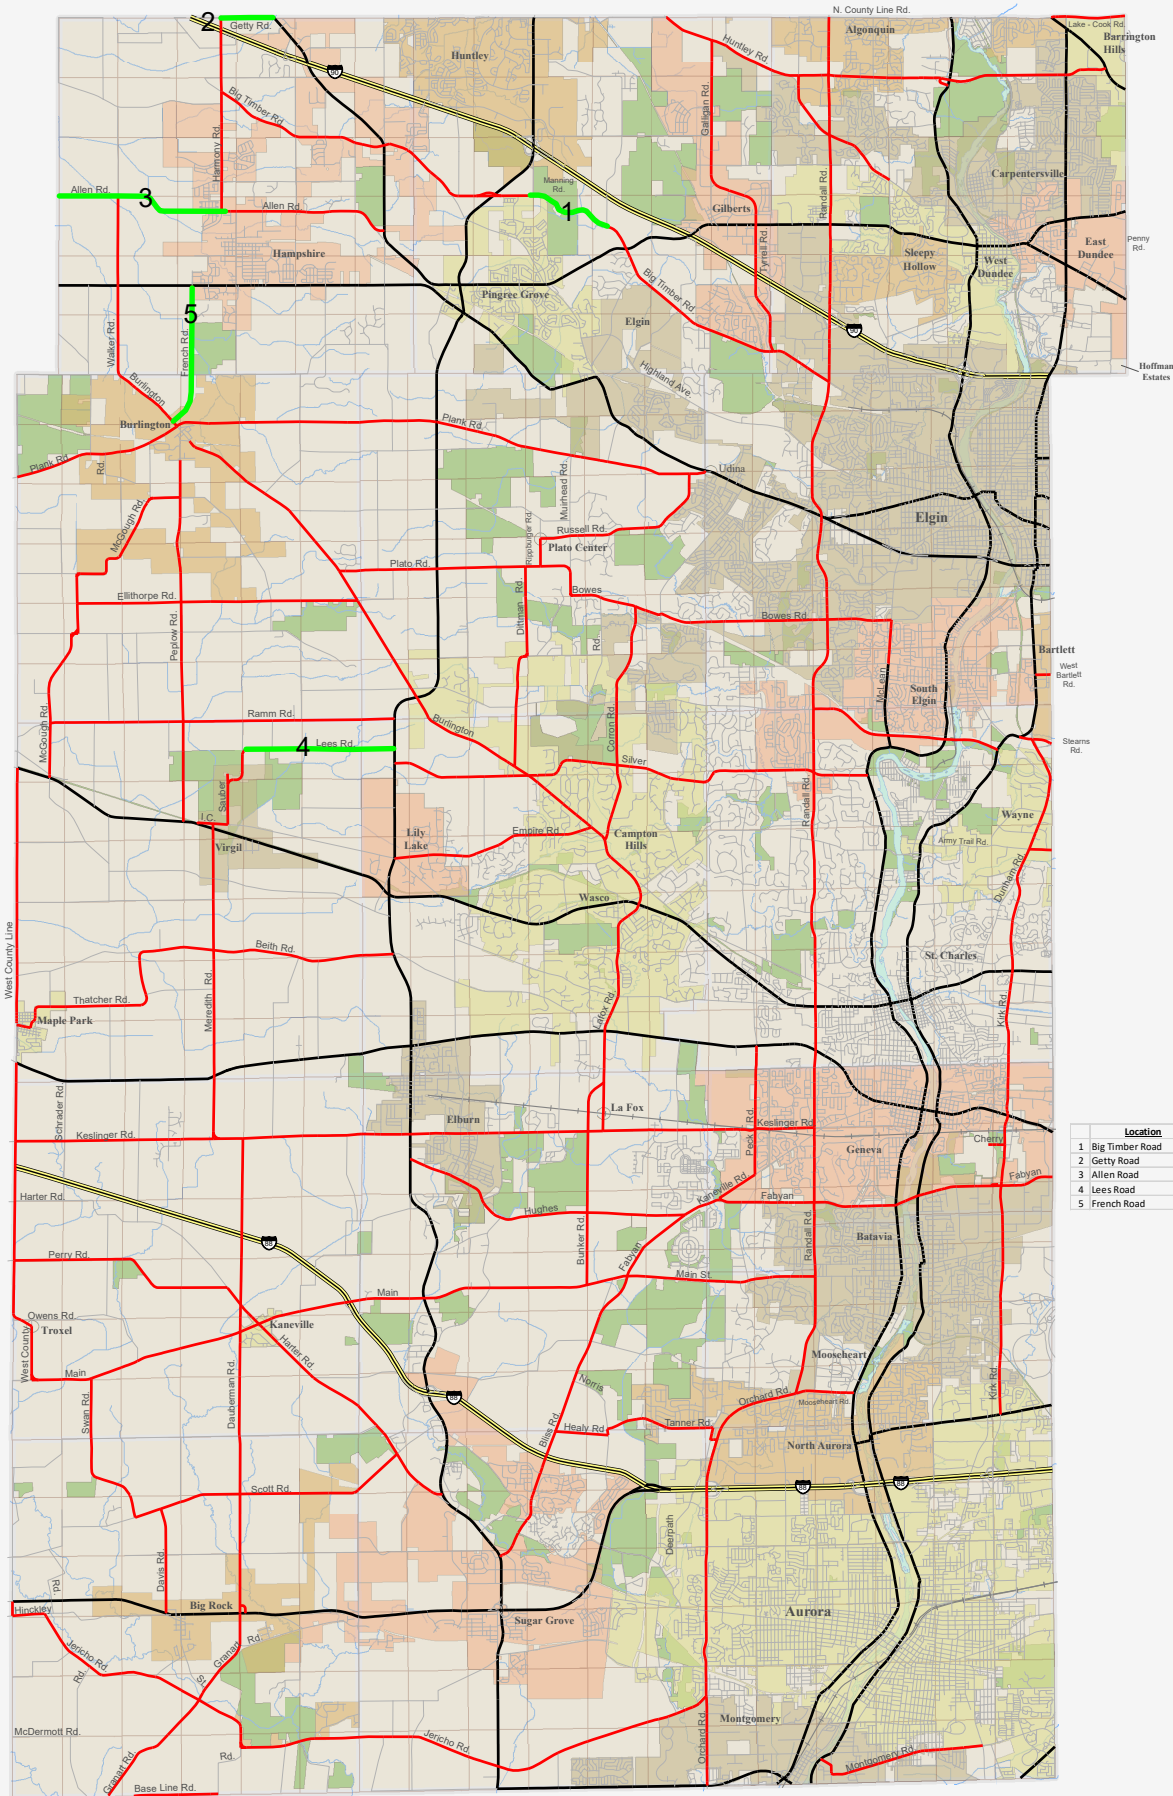 N. County Line Rd.
2
Getty Rd.
Huntley
Huntley Rd.
Algonquin
Lake - Cook Rd.
Barrington
Hills
90
Big Timber Rd
Galligan Rd.
Harmony Rd.
Randall Rd.
Carpentersville
Allen Rd.
3
Allen Rd.
Manning
Rd.
1
Gilberts
Tyrrell Rd.
Hampshire
Sleepy
Hollow
West
Dundee
East
Dundee
Penny
Rd.
Big Timber Rd
Pingree Grove
5
Elgin
90
Walker Rd.
French Rd.
Highland Ave.
Hoffman
Estates
Burlington
Burlington
Plank Rd.
Plank Rd.
Rd.
Udina
Muirhead Rd.
McGough Rd.
Rippburger Rd.
Russell Rd.
Plato Center
Elgin
Plato Rd.
Ellithorpe Rd.
Dittman Rd.
Bowes
Rd.
Bowes Rd.
Peplow Rd.
McLean
South
Elgin
Bartlett
West
Bartlett
Rd.
McGough Rd.
Ramm Rd.
Burlington
Corron Rd.
4
Lees Rd.
Silver
Stearns
Rd.
Sauber
I.C.
Virgil
Lily
Lake
Empire Rd.
Campton
Hills
Randall Rd.
Wayne
Army Trail Rd.
Dunham Rd.
Wasco
West County Line
Beith Rd.
St. Charles
Thatcher Rd.
Maple Park
Meredith Rd.
Lafox Rd.
Kirk Rd.
Schrader Rd.
Elburn
La Fox
Keslinger Rd.
Peck Rd.
Keslinger Rd
Geneva
Cherry
Location
1 Big Timber Road
2 Getty Road
3 Allen Road
4 Lees Road
5 French Road
Harter Rd.
Kaneville Rd.
Fabyan
Fabyan
Hughes
Bunker Rd.
Fabyan
Randall Rd.
Batavia
88
Perry Rd.
Main St.
Main
Owens Rd.
Troxel
Kaneville
Harter Rd.
West County
Main
Mooseheart
Swan Rd.
Dauberman Rd.
88
Norris
Orchard Rd.
Mooseheart Rd.
Kirk Rd.
Bliss Rd.
Healy Rd
Tanner Rd.
North Aurora
Scott Rd.
88
88
Deerpath
Davis Rd.
Rd.
Hinckley
Big Rock
Sugar Grove
Aurora
Jericho Rd
Rd.
Granart
Rd.
St.
McDermott Rd.
Rd.
Jericho Rd.
Montgomery
Orchard Rd.
Montgomery Rd.
Granart Rd.
Base Line Rd.